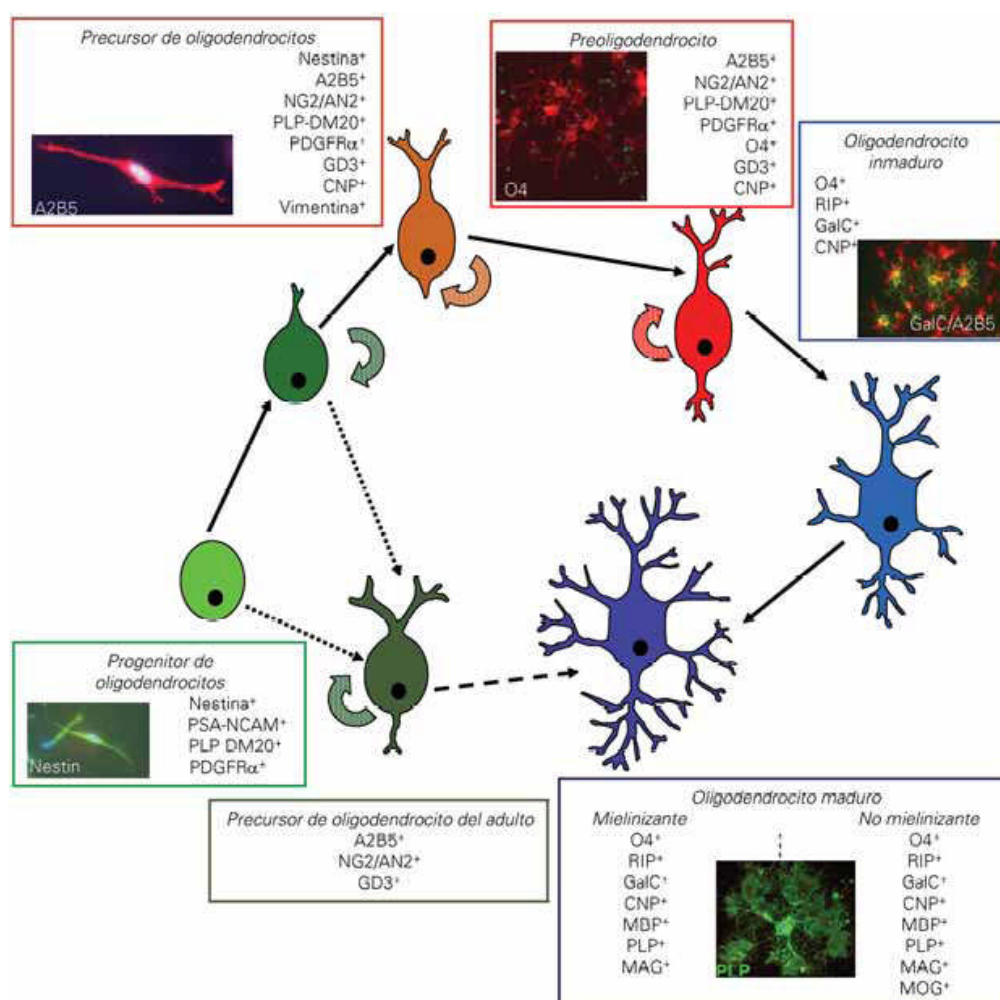 Precursor de oligodendrocitos
Nestina⁺
A2B5⁺
NG2/AN2⁺
PLP-DM20⁺
PDGFRα⁺
GD3⁺
CNP⁺
Vimentina⁺
A2B5
Preoligodendrocito
A2B5⁺
NG2/AN2⁺
PLP-DM20⁺
PDGFRα⁺
O4⁺
GD3⁺
CNP⁺
O4
Oligodendrocito
inmaduro
O4⁺
RIP⁺
GalC⁺
CNP⁺
GalC/A2B5
Progenitor de
oligodendrocitos
Nestina⁺
PSA-NCAM⁺
PLP DM20⁺
PDGFRα⁺
Nestin
Precursor de oligodendrocito del adulto
A2B5⁺
NG2/AN2⁺
GD3⁺
Oligodendrocito maduro
Mielinizante
O4⁺
RIP⁺
GalC⁺
CNP⁺
MBP⁺
PLP⁺
MAG⁺
PLP
No mielinizante
O4⁺
RIP⁺
GalC⁺
CNP⁺
MBP⁺
PLP⁺
MAG⁺
MOG⁺